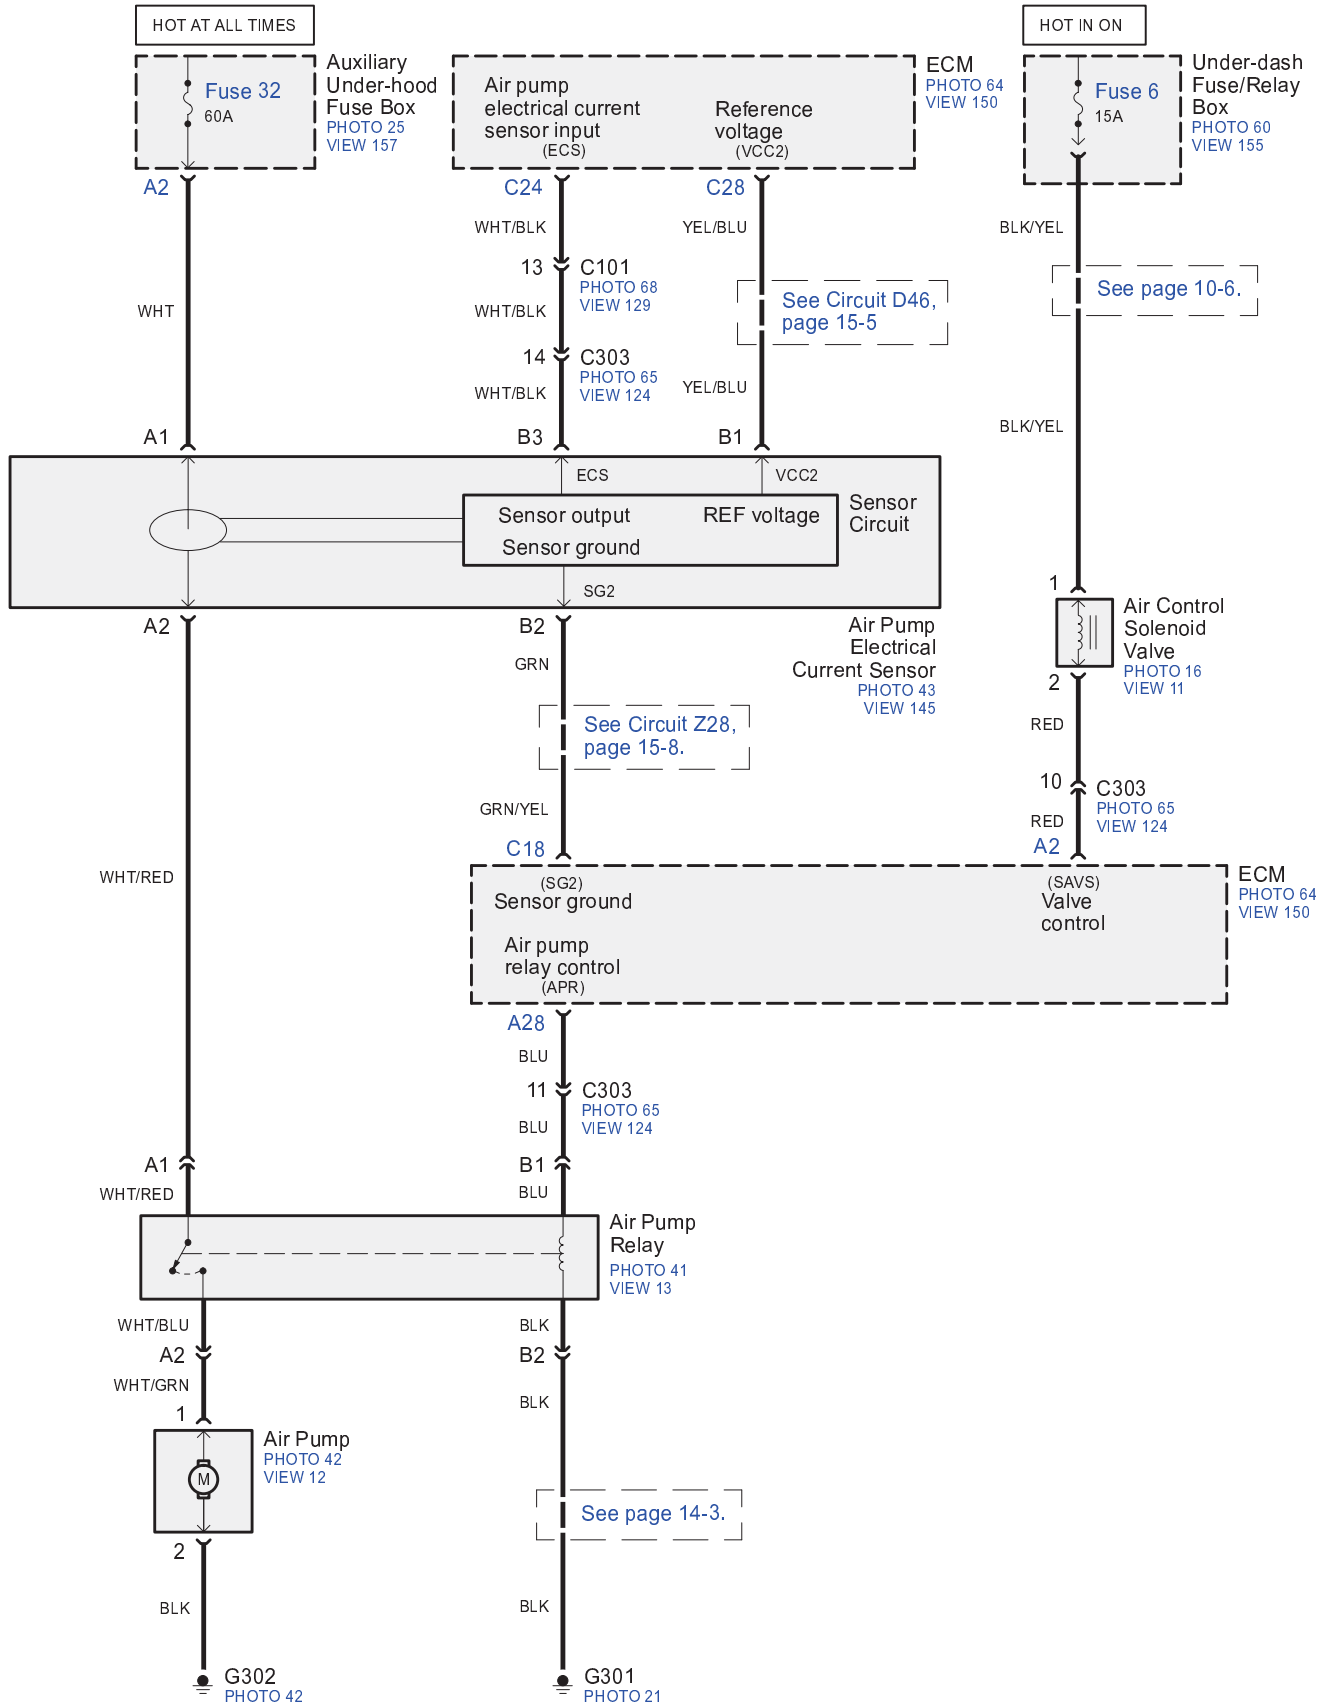 HOT AT ALL TIMES
HOT IN ON
Fuse 32
60A
Auxiliary
Under-hood
Fuse Box
PHOTO 25
VIEW 157
Air pump
electrical current
sensor input
(ECS)
Reference
voltage
(VCC2)
ECM
PHOTO 64
VIEW 150
Fuse 6
15A
Under-dash
Fuse/Relay
Box
PHOTO 60
VIEW 155
A2
C24
C28
WHT/BLK
YEL/BLU
BLK/YEL
13
C101
PHOTO 68
VIEW 129
See Circuit D46,
page 15-5
See page 10-6.
WHT
WHT/BLK
14
C303
PHOTO 65
VIEW 124
WHT/BLK
YEL/BLU
BLK/YEL
A1
B3
B1
ECS
VCC2
Sensor output
REF voltage
Sensor ground
Sensor
Circuit
SG2
A2
B2
Air Pump
Electrical
Current Sensor
PHOTO 43
VIEW 145
1
Air Control
Solenoid
Valve
PHOTO 16
VIEW 11
2
GRN
See Circuit Z28,
page 15-8.
RED
10
C303
PHOTO 65
VIEW 124
GRN/YEL
RED
C18
A2
WHT/RED
(SG2)
Sensor ground
(SAVS)
Valve
control
ECM
PHOTO 64
VIEW 150
Air pump
relay control
(APR)
A28
BLU
11
C303
PHOTO 65
VIEW 124
BLU
A1
B1
WHT/RED
BLU
Air Pump
Relay
PHOTO 41
VIEW 13
WHT/BLU
BLK
A2
B2
WHT/GRN
BLK
1
Air Pump
PHOTO 42
VIEW 12
M
See page 14-3.
2
BLK
BLK
G302
PHOTO 42
G301
PHOTO 21